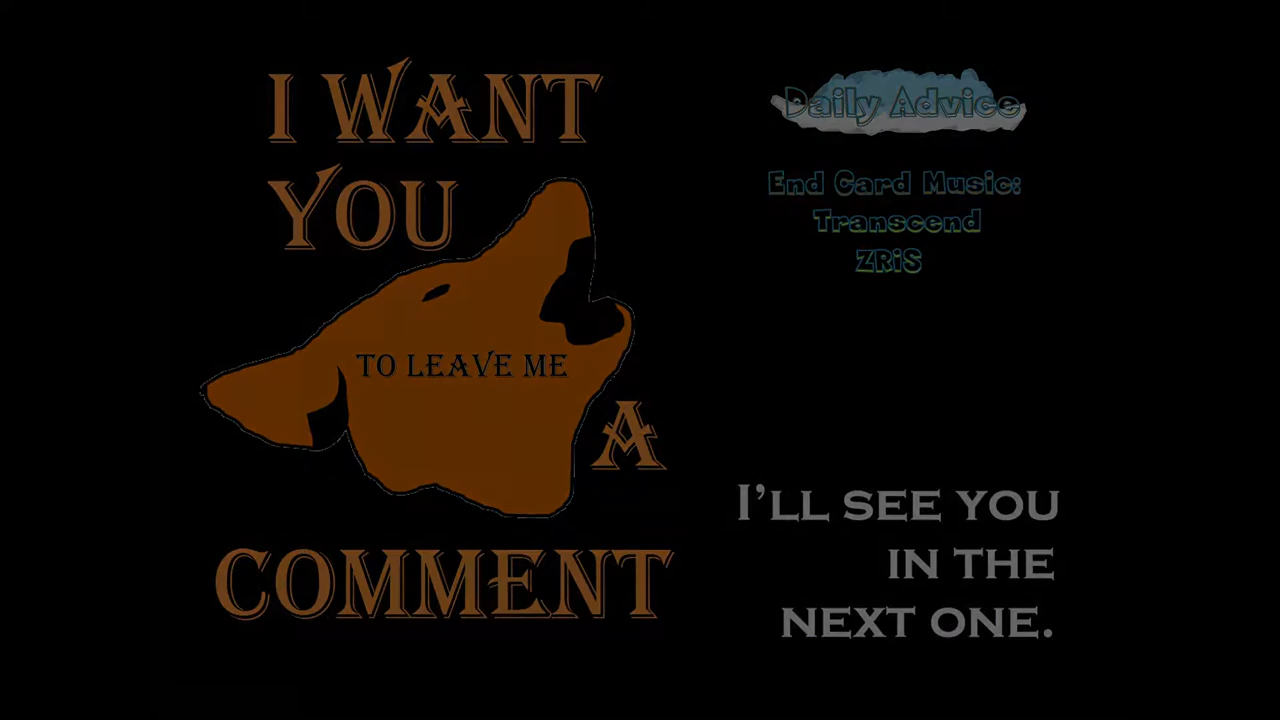 I WANT
YOU
TO LEAVE ME
A
COMMENT
Daily Advice
End Card Music:
Transcend
ZRiS
I'LL SEE YOU
IN THE
NEXT ONE.